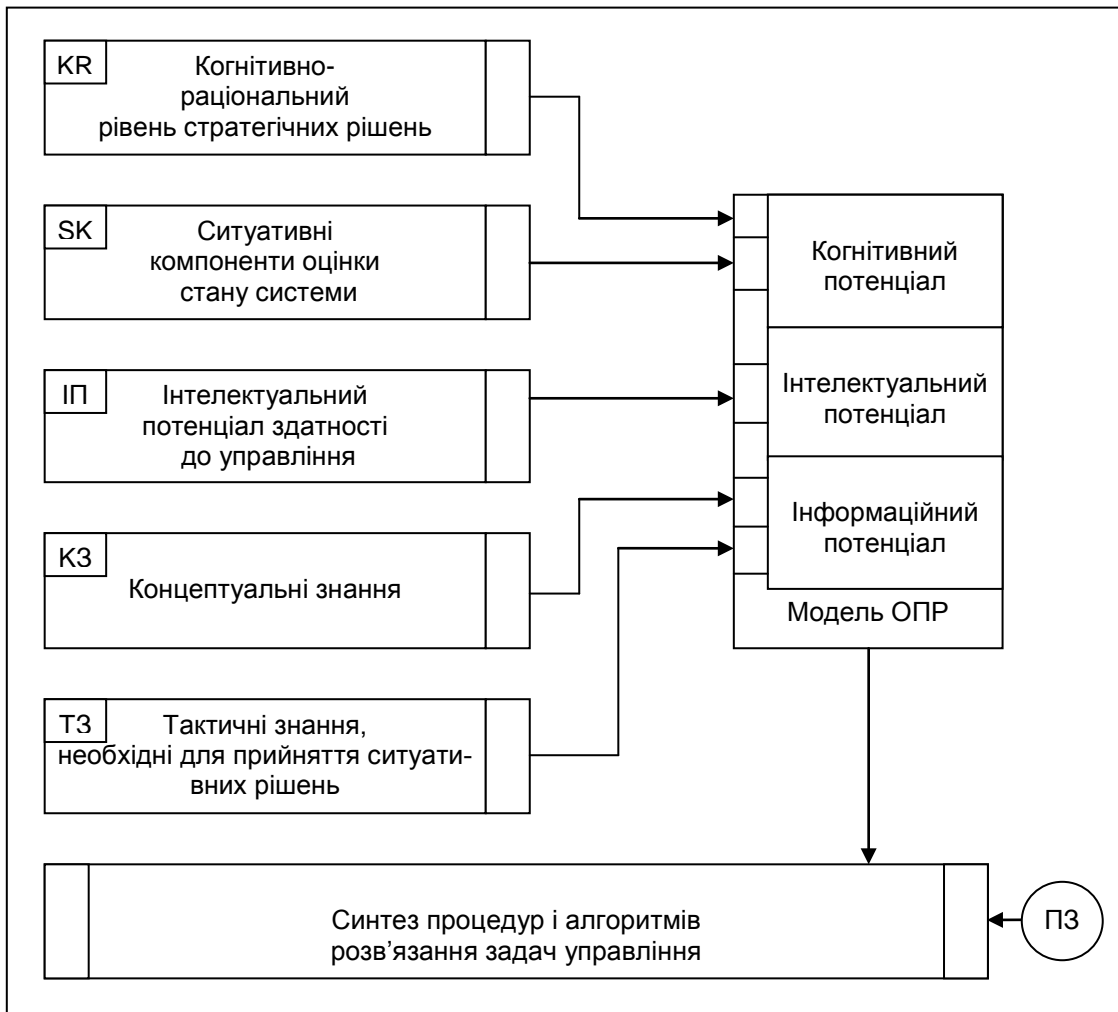 KR
Когнітивно-
раціональний
рівень стратегічних рішень
SK
Ситуативні
компоненти оцінки
стану системи
ІП
Інтелектуальний
потенціал здатності
до управління
КЗ
Концептуальні знання
ТЗ
Тактичні знання,
необхідні для прийняття ситуати-
вних рішень
Когнітивний
потенціал
Інтелектуальний
потенціал
Інформаційний
потенціал
Модель ОПР
Синтез процедур і алгоритмів
розв'язання задач управління
ПЗ